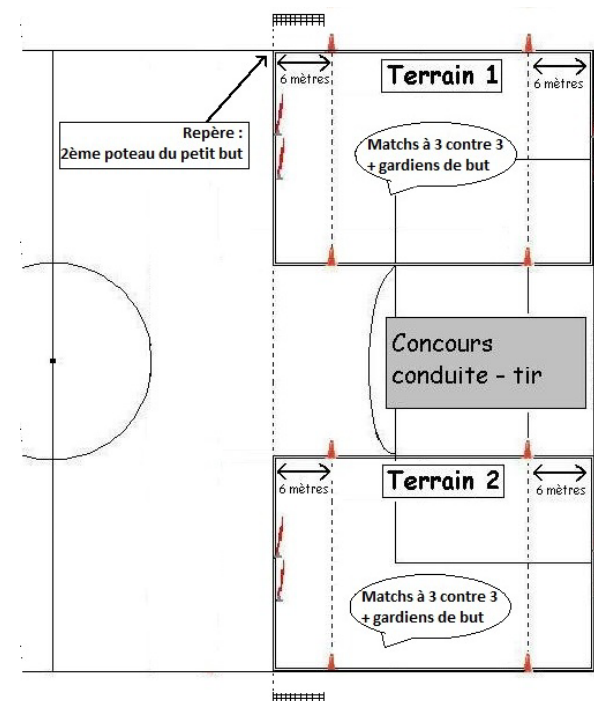 Terrain 1
6 mètres
6 mètres
Repère :
2ème poteau du petit but
Matchs à 3 contre 3
+ gardiens de but
Concours
conduite - tir
Terrain 2
6 mètres
6 mètres
Matchs à 3 contre 3
+ gardiens de but